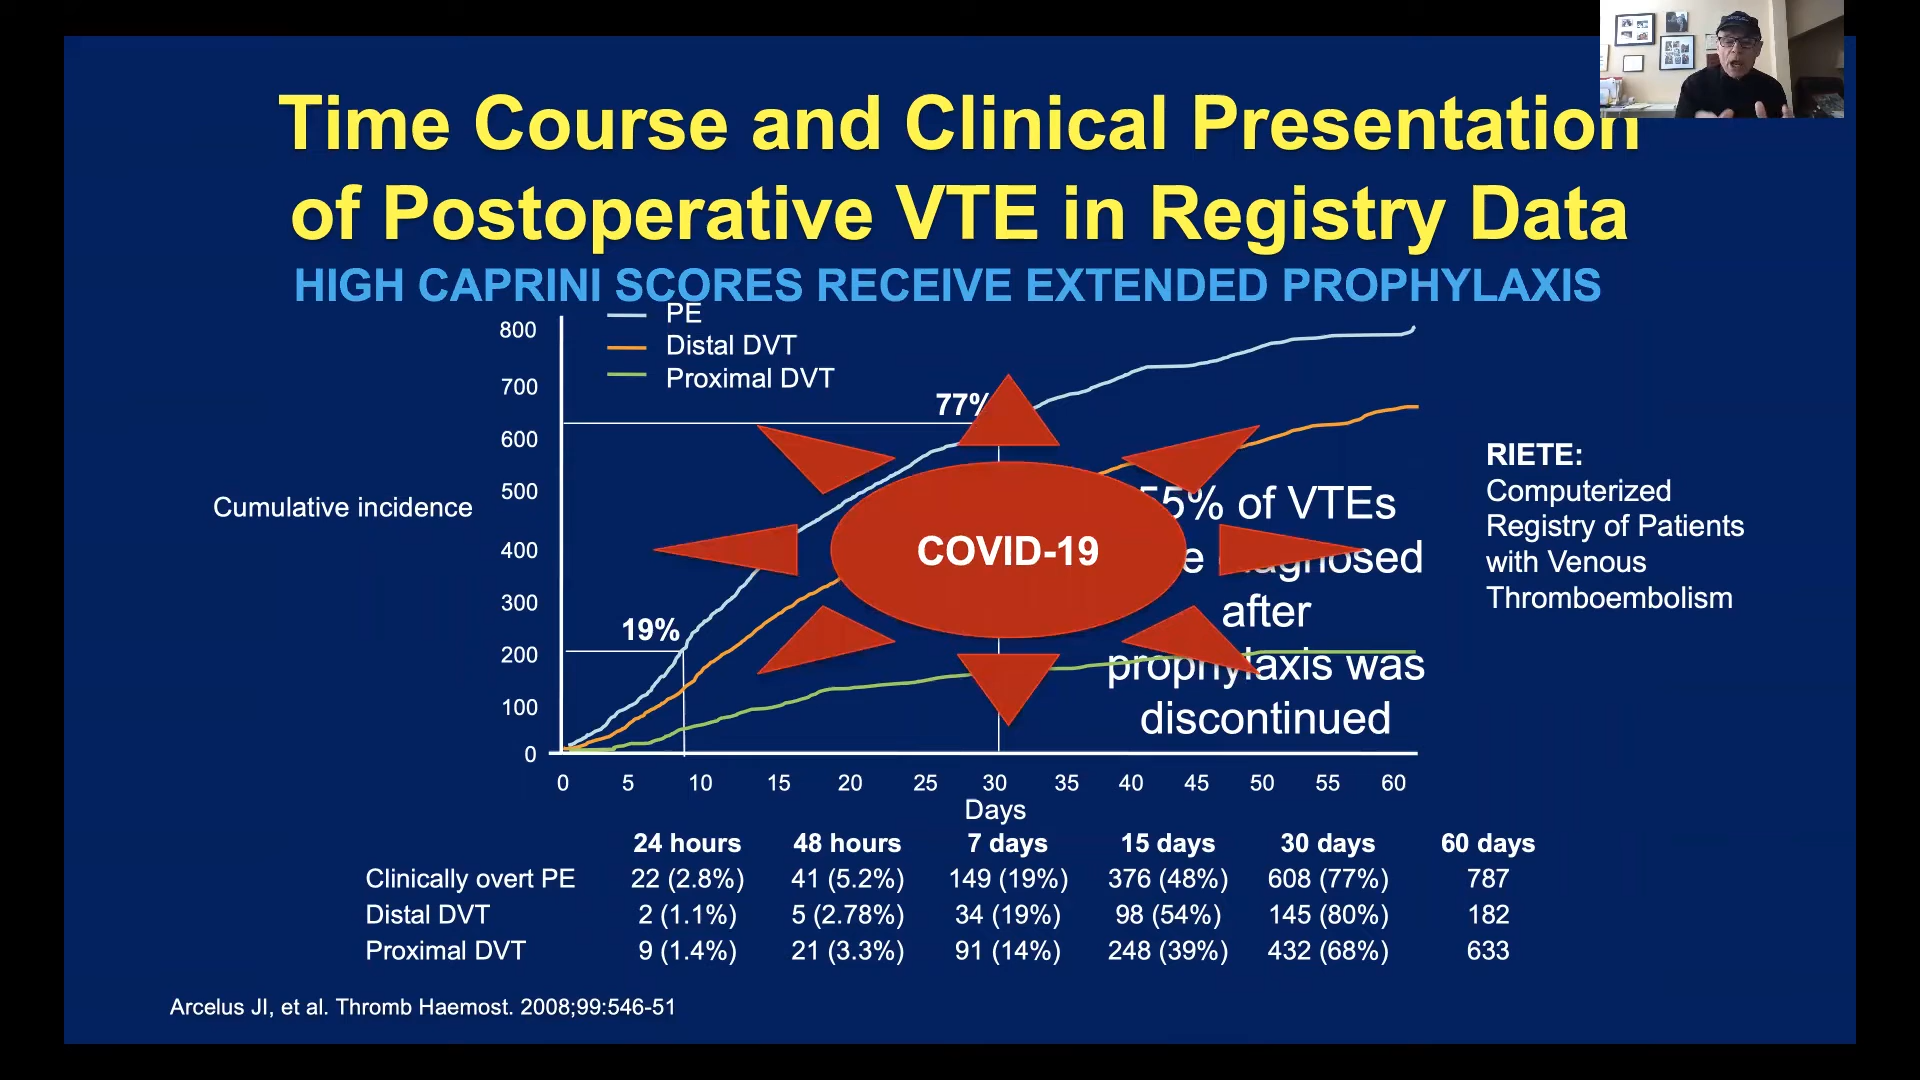 Time Course and Clinical Presentation
of Postoperative VTE in Registry Data
HIGH CAPRINI SCORES RECEIVE EXTENDED PROPHYLAXIS
PE
Distal DVT
Proximal DVT
800
700
600
500
400
300
200
100
0
Cumulative incidence
77%
19%
COVID-19
55% of VTEs
diagnosed
after
prophylaxis was
discontinued
RIETE:
Computerized
Registry of Patients
with Venous
Thromboembolism
0 5 10 15 20 25 30 35 40 45 50 55 60
Days
24 hours 48 hours 7 days 15 days 30 days 60 days
Clinically overt PE 22 (2.8%) 41 (5.2%) 149 (19%) 376 (48%) 608 (77%) 787
Distal DVT 2 (1.1%) 5 (2.78%) 34 (19%) 98 (54%) 145 (80%) 182
Proximal DVT 9 (1.4%) 21 (3.3%) 91 (14%) 248 (39%) 432 (68%) 633
Arcelus JI, et al. Thromb Haemost. 2008;99:546-51